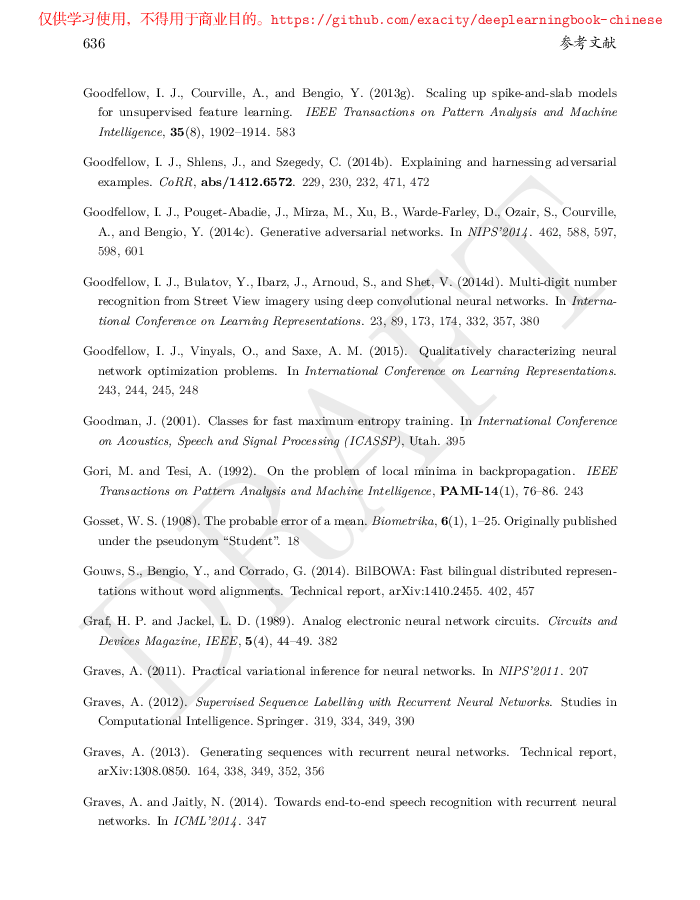 仅供学习使用，不得用于商业目的。https://github.com/exacity/deeplearningbook-chinese
636 参考文献
Goodfellow, I. J., Courville, A., and Bengio, Y. (2013g). Scaling up spike-and-slab models
for unsupervised feature learning. IEEE Transactions on Pattern Analysis and Machine
Intelligence, 35(8), 1902–1914. 583
Goodfellow, I. J., Shlens, J., and Szegedy, C. (2014b). Explaining and harnessing adversarial
examples. CoRR, abs/1412.6572. 229, 230, 232, 471, 472
Goodfellow, I. J., Pouget-Abadie, J., Mirza, M., Xu, B., Warde-Farley, D., Ozair, S., Courville,
A., and Bengio, Y. (2014c). Generative adversarial networks. In NIPS'2014. 462, 588, 597,
598, 601
Goodfellow, I. J., Bulatov, Y., Ibarz, J., Arnoud, S., and Shet, V. (2014d). Multi-digit number
recognition from Street View imagery using deep convolutional neural networks. In Interna-
tional Conference on Learning Representations. 23, 89, 173, 174, 332, 357, 380
Goodfellow, I. J., Vinyals, O., and Saxe, A. M. (2015). Qualitatively characterizing neural
network optimization problems. In International Conference on Learning Representations.
243, 244, 245, 248
Goodman, J. (2001). Classes for fast maximum entropy training. In International Conference
on Acoustics, Speech and Signal Processing (ICASSP), Utah. 395
Gori, M. and Tesi, A. (1992). On the problem of local minima in backpropagation. IEEE
Transactions on Pattern Analysis and Machine Intelligence, PAMI-14(1), 76–86. 243
Gosset, W. S. (1908). The probable error of a mean. Biometrika, 6(1), 1–25. Originally published
under the pseudonym “Student”. 18
Gouws, S., Bengio, Y., and Corrado, G. (2014). BilBOWA: Fast bilingual distributed represen-
tations without word alignments. Technical report, arXiv:1410.2455. 402, 457
Graf, H. P. and Jackel, L. D. (1989). Analog electronic neural network circuits. Circuits and
Devices Magazine, IEEE, 5(4), 44–49. 382
Graves, A. (2011). Practical variational inference for neural networks. In NIPS'2011. 207
Graves, A. (2012). Supervised Sequence Labelling with Recurrent Neural Networks. Studies in
Computational Intelligence. Springer. 319, 334, 349, 390
Graves, A. (2013). Generating sequences with recurrent neural networks. Technical report,
arXiv:1308.0850. 164, 338, 349, 352, 356
Graves, A. and Jaitly, N. (2014). Towards end-to-end speech recognition with recurrent neural
networks. In ICML'2014. 347
DRAFT